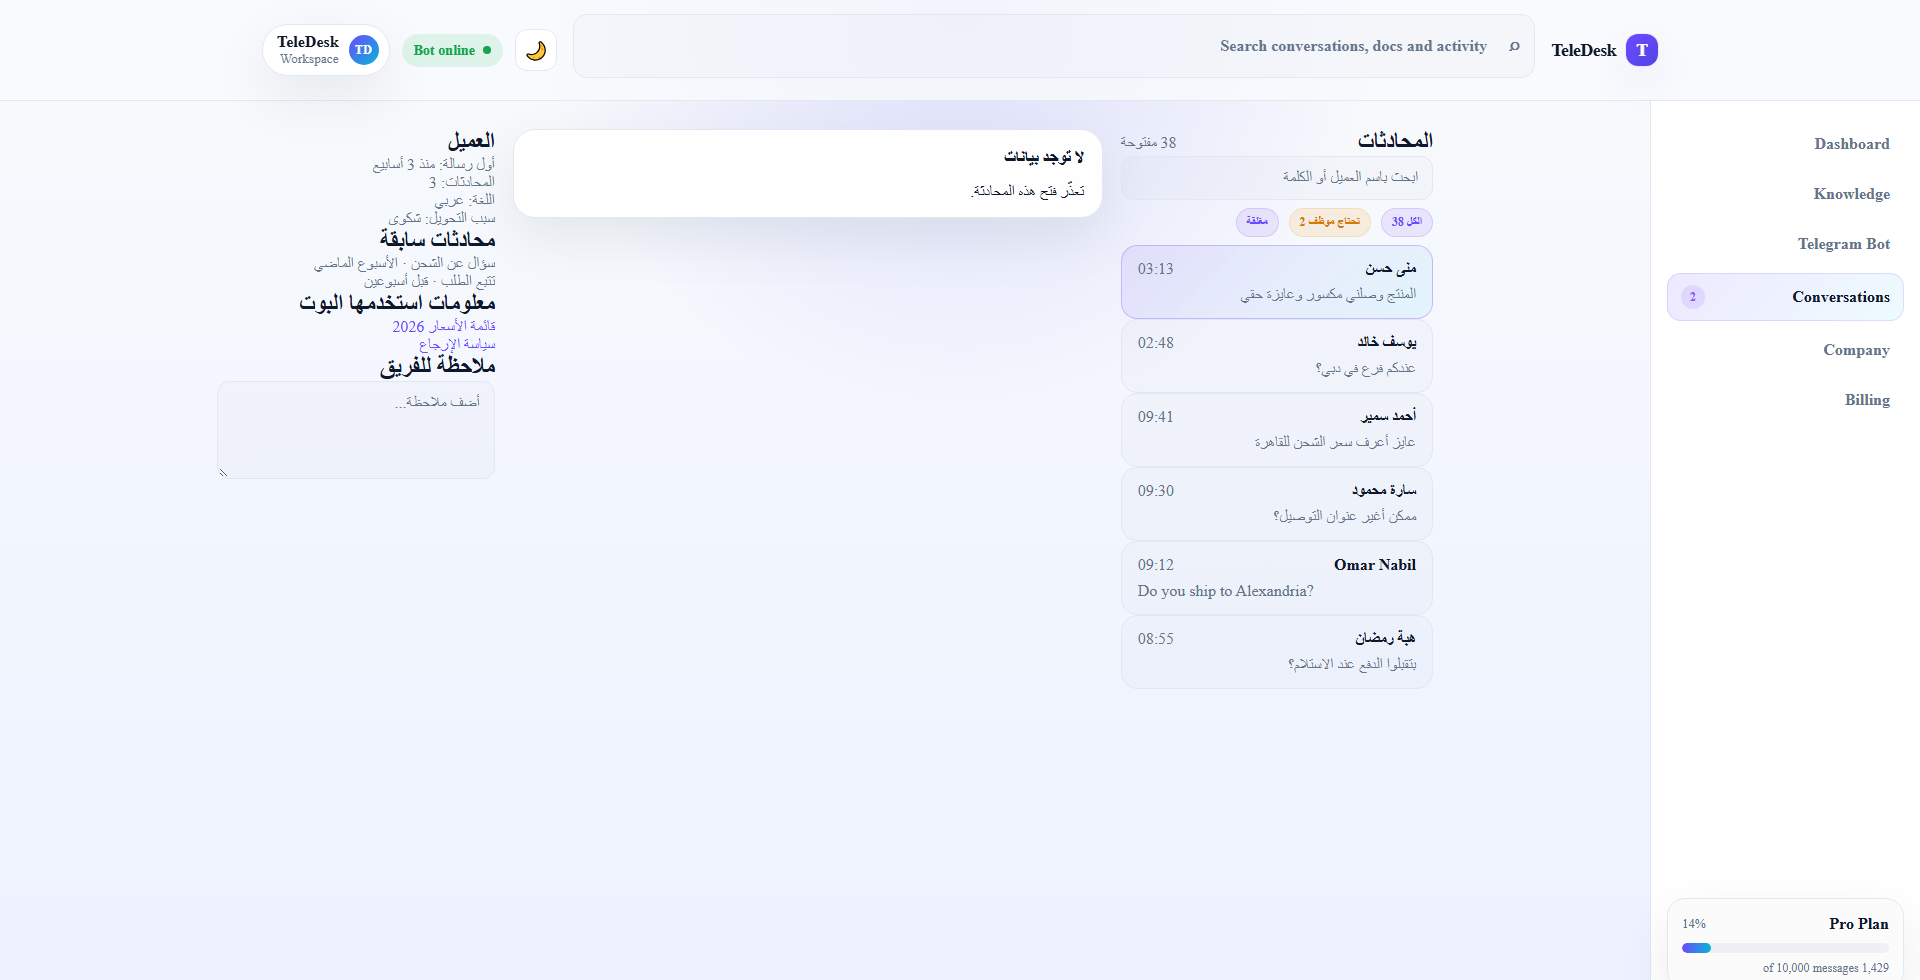 T TeleDesk
⌕ Search conversations, docs and activity
🌙
Bot online
TD TeleDesk
Workspace
Dashboard
Knowledge
Telegram Bot
Conversations 2
Company
Billing
Pro Plan 14%
of 10,000 messages 1,429
المحادثات 38 مفتوحة
ابحث باسم العميل أو الكلمة
الكل 38 تحتاج موظف 2 مغلقة
منى حسن 03:13
المنتج وصلني مكسور وعايزة حقي
يوسف خالد 02:48
عندكم فرع في دبي؟
أحمد سمير 09:41
عايز أعرف سعر الشحن للقاهرة
سارة محمود 09:30
ممكن أغير عنوان التوصيل؟
Omar Nabil 09:12
Do you ship to Alexandria?
هبة رمضان 08:55
بتقبلوا الدفع عند الاستلام؟
لا توجد بيانات
تعذّر فتح هذه المحادثة.
العميل
أول رسالة: منذ 3 أسابيع
المحادثات: 3
اللغة: عربي
سبب التحويل: شكوى
محادثات سابقة
سؤال عن الشحن · الأسبوع الماضي
تتبع الطلب · قبل أسبوعين
معلومات استخدمها البوت
قائمة الأسعار 2026
سياسة الإرجاع
ملاحظة للفريق
أضف ملاحظة...